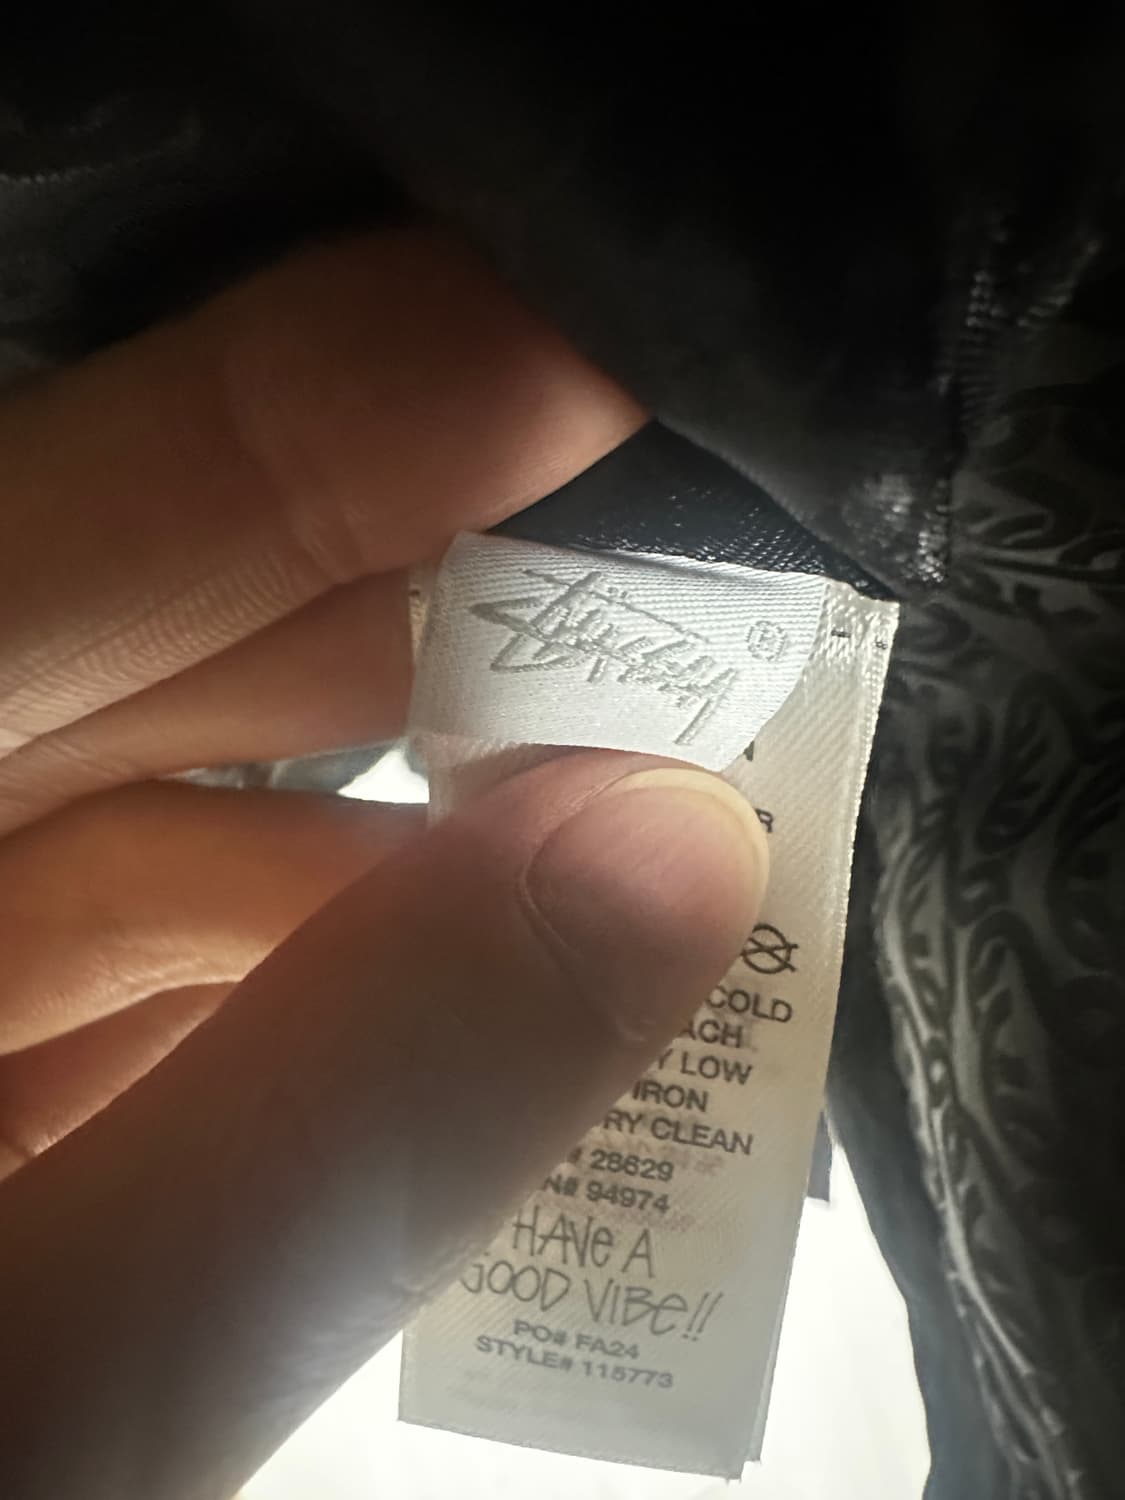 Stüssy ®
R
COLD
ACH
Y LOW
IRON
RY CLEAN
# 28629
N# 94974
HAVE A
GOOD VIBE!!
PO# FA24
STYLE# 115773